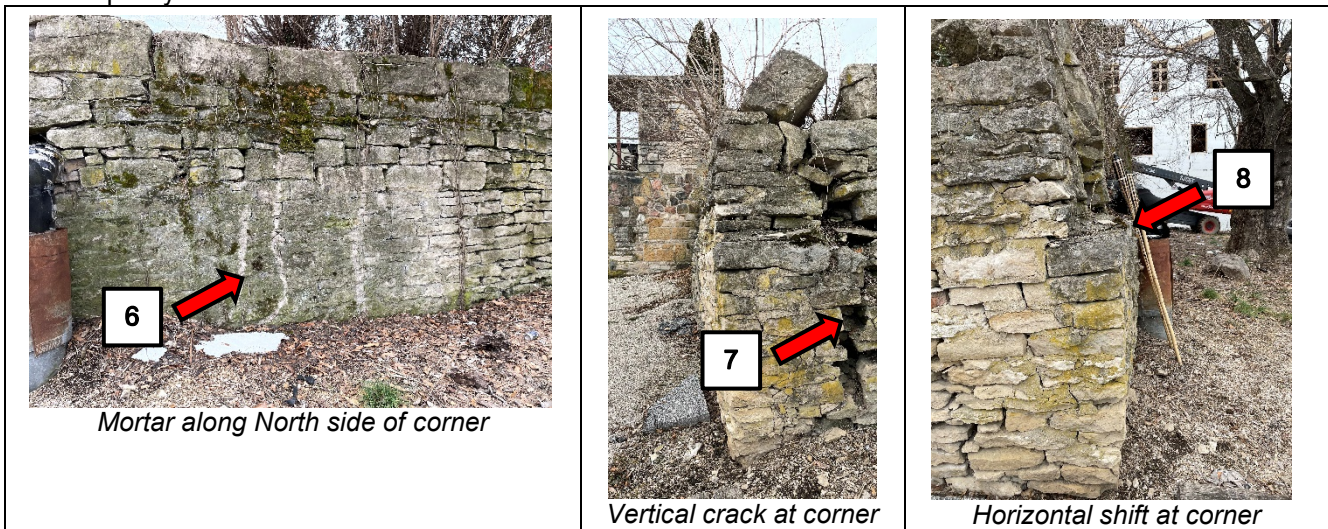 6
Mortar along North side of corner
7
Vertical crack at corner
8
Horizontal shift at corner